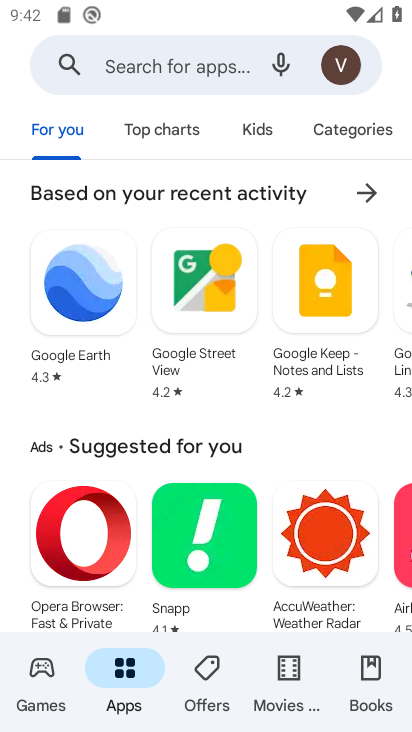 9:42
Search for apps...
V
For you
Top charts
Kids
Categories
Based on your recent activity
G
Google Earth
4.3★
Google Street
View
4.2★
Google Keep -
Notes and Lists
4.2★
Go
Lin
4.3
Ads • Suggested for you
Opera Browser:
Fast & Private
Snapp
4.1★
AccuWeather:
Weather Radar
Airl
4.5
Games
Apps
Offers
Movies ...
Books